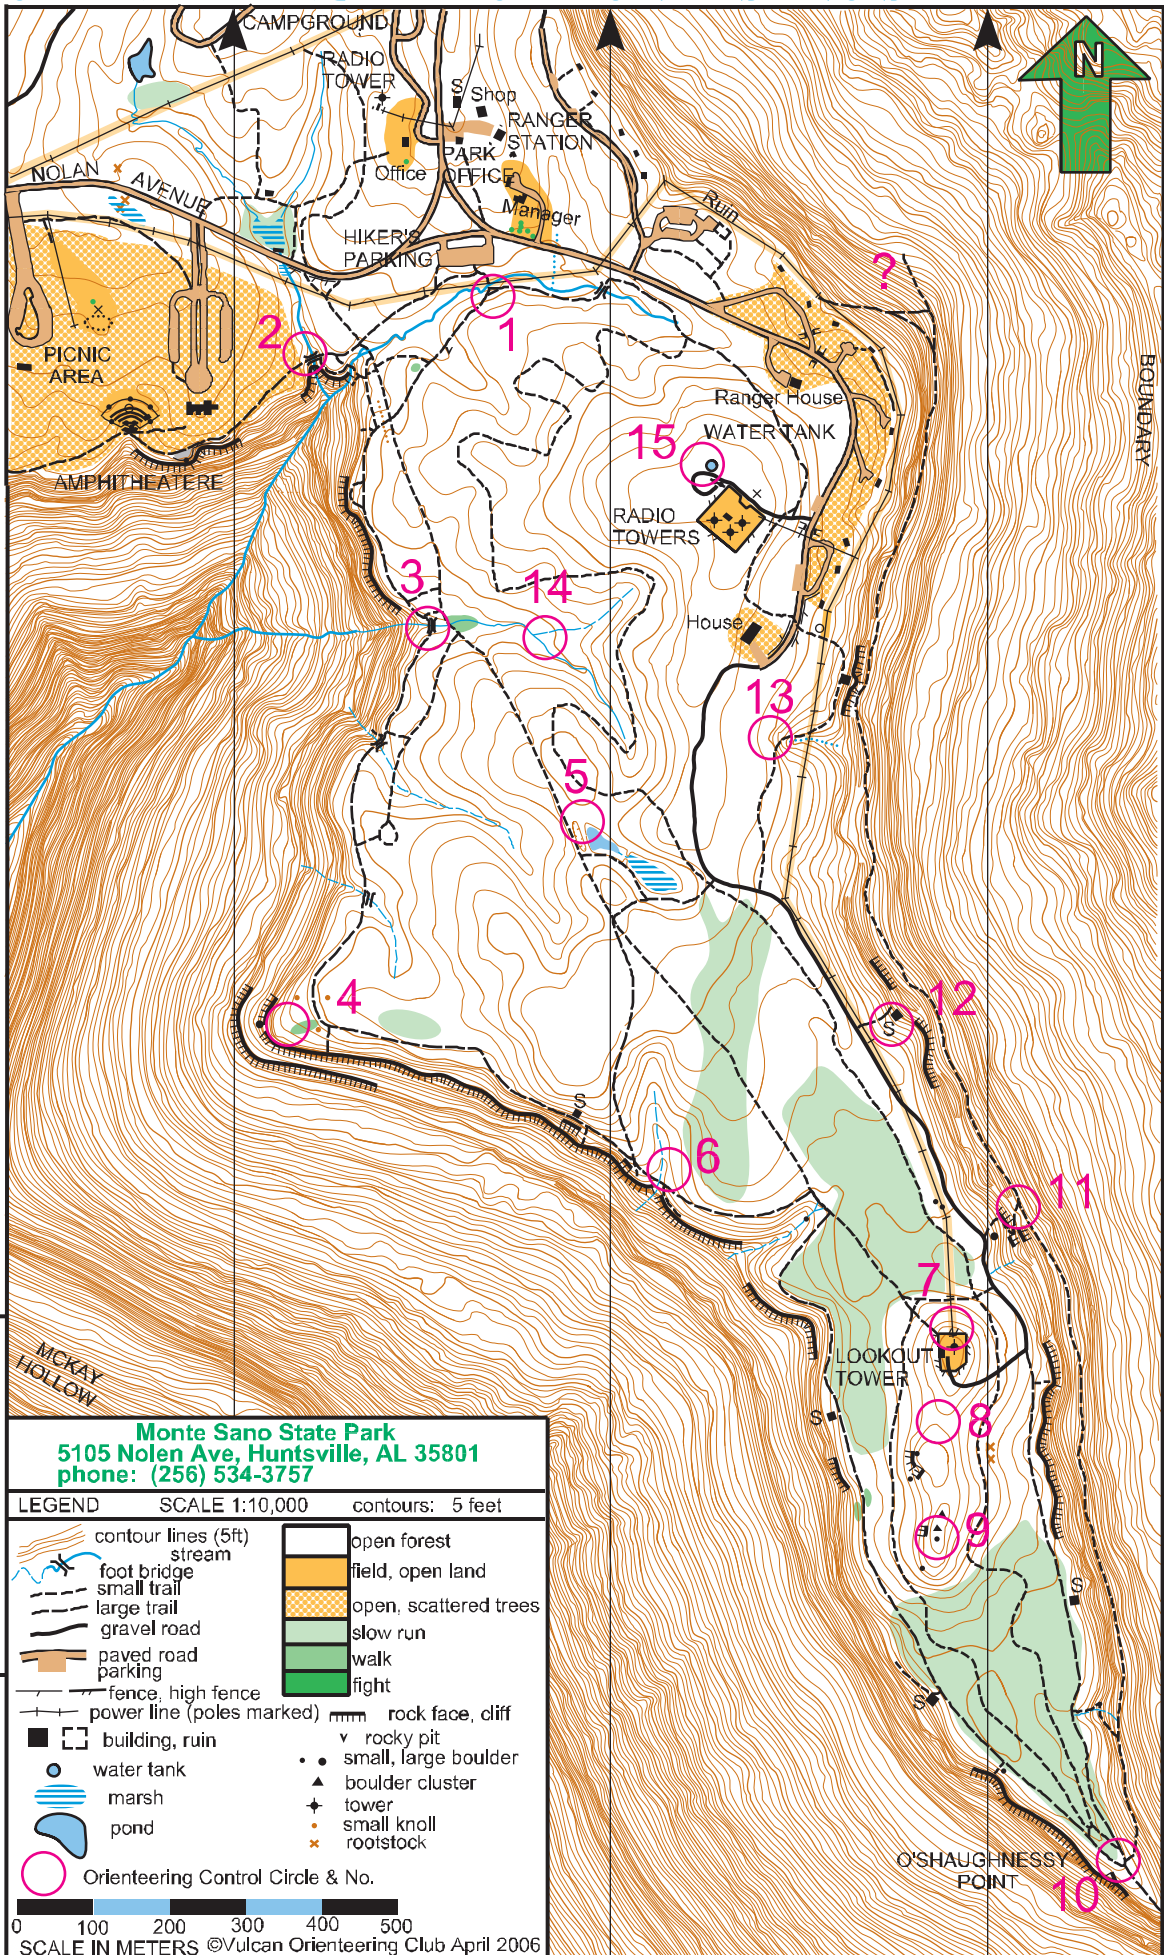 CAMPGROUND
RADIO
TOWER
S
Shop
RANGER
STATION
N
NOLAN AVENUE
Office
PARK
OFFICE
Manager
Ruin
HIKER'S
PARKING
?
1
2
PICNIC
AREA
BOUNDARY
Ranger House
15
WATER TANK
AMPHITHEATERE
RADIO
TOWERS
3
14
House
13
5
4
12
S
S
6
11
7
MCKAY
HOLLOW
LOOKOUT
TOWER
S
8
9
S
S
O'SHAUGHNESSY
POINT
10
Monte Sano State Park
5105 Nolen Ave, Huntsville, AL 35801
phone: (256) 534-3757
LEGEND SCALE 1:10,000 contours: 5 feet
contour lines (5ft)
stream
foot bridge
small trail
large trail
gravel road
paved road
parking
fence, high fence
power line (poles marked)
building, ruin
water tank
marsh
pond
open forest
field, open land
open, scattered trees
slow run
walk
fight
rock face, cliff
rocky pit
small, large boulder
boulder cluster
tower
small knoll
rootstock
Orienteering Control Circle & No.
0 100 200 300 400 500
SCALE IN METERS ©Vulcan Orienteering Club April 2006